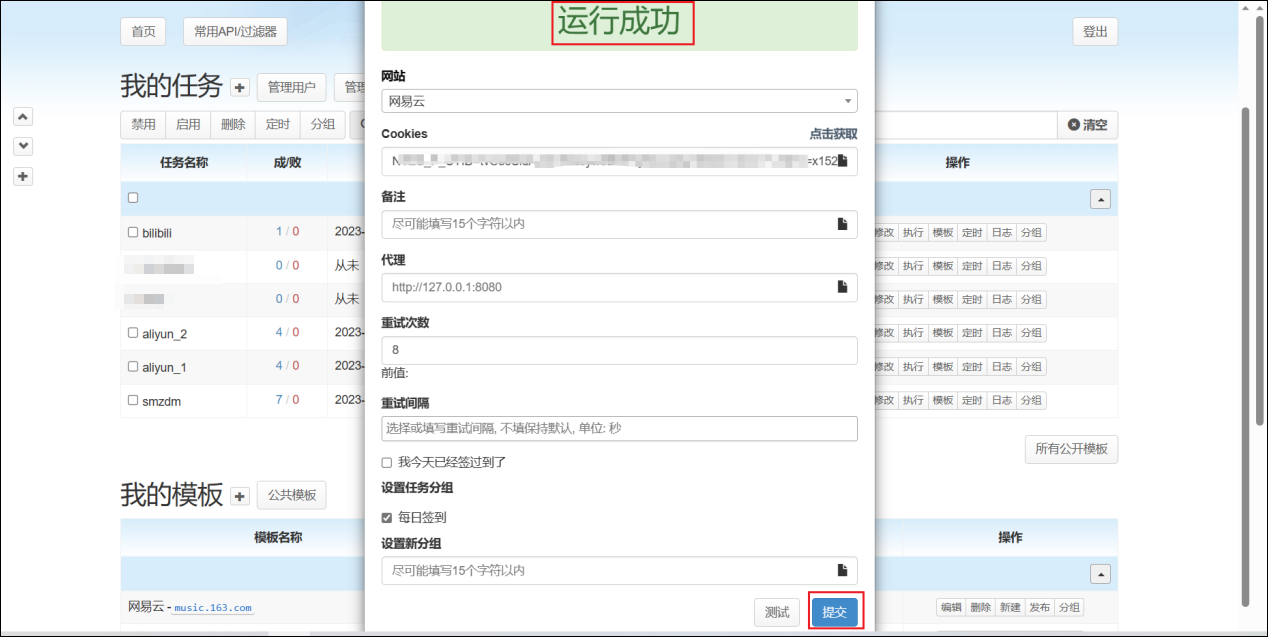 首页 常用API/过滤器 登出
运行成功
我的任务 管理用户
禁用 启用 删除 定时 分组 清空
任务名称 成/败 操作
bilibili 1 / 0 2023- 修改 执行 模板 定时 日志 分组
0 / 0 从未 修改 执行 模板 定时 日志 分组
0 / 0 从未 修改 执行 模板 定时 日志 分组
aliyun_2 4 / 0 2023- 修改 执行 模板 定时 日志 分组
aliyun_1 4 / 0 2023- 修改 执行 模板 定时 日志 分组
smzdm 7 / 0 2023- 修改 执行 模板 定时 日志 分组
所有公开模板
我的模板 公共模板
模板名称 操作
网易云 - music.163.com 编辑 删除 新建 发布 分组
网站
网易云
Cookies 点击获取
=x152
备注
尽可能填写15个字符以内
代理
http://127.0.0.1:8080
重试次数
8
前值:
重试间隔
选择或填写重试间隔, 不填保持默认, 单位: 秒
我今天已经签过到了
设置任务分组
每日签到
设置新分组
尽可能填写15个字符以内
测试 提交